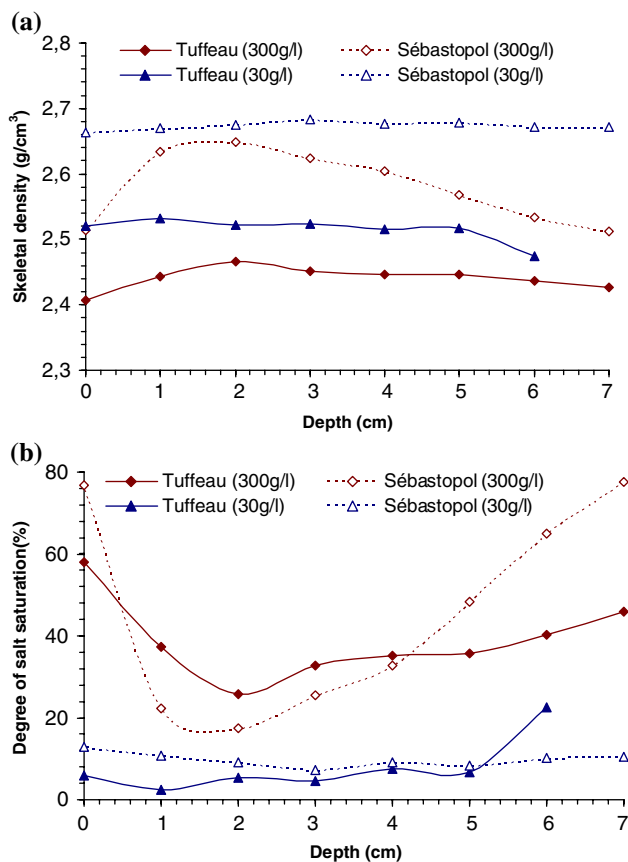 (a)
2,8
2,7
2,6
2,5
2,4
2,3
Skeletal density (g/cm³)
Tuffeau (300g/l)
Sébastopol (300g/l)
Tuffeau (30g/l)
Sébastopol (30g/l)
0 1 2 3 4 5 6 7
Depth (cm)
(b)
80
60
40
20
0
Degree of salt saturation(%)
Tuffeau (300g/l)
Sébastopol (300g/l)
Tuffeau (30g/l)
Sébastopol (30g/l)
0 1 2 3 4 5 6 7
Depth (cm)